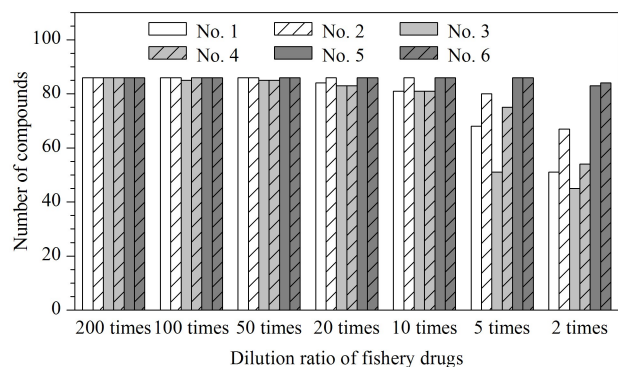 100
No. 1 No. 2 No. 3
No. 4 No. 5 No. 6
80
60
40
20
0
Number of compounds
200 times 100 times 50 times 20 times 10 times 5 times 2 times
Dilution ratio of fishery drugs